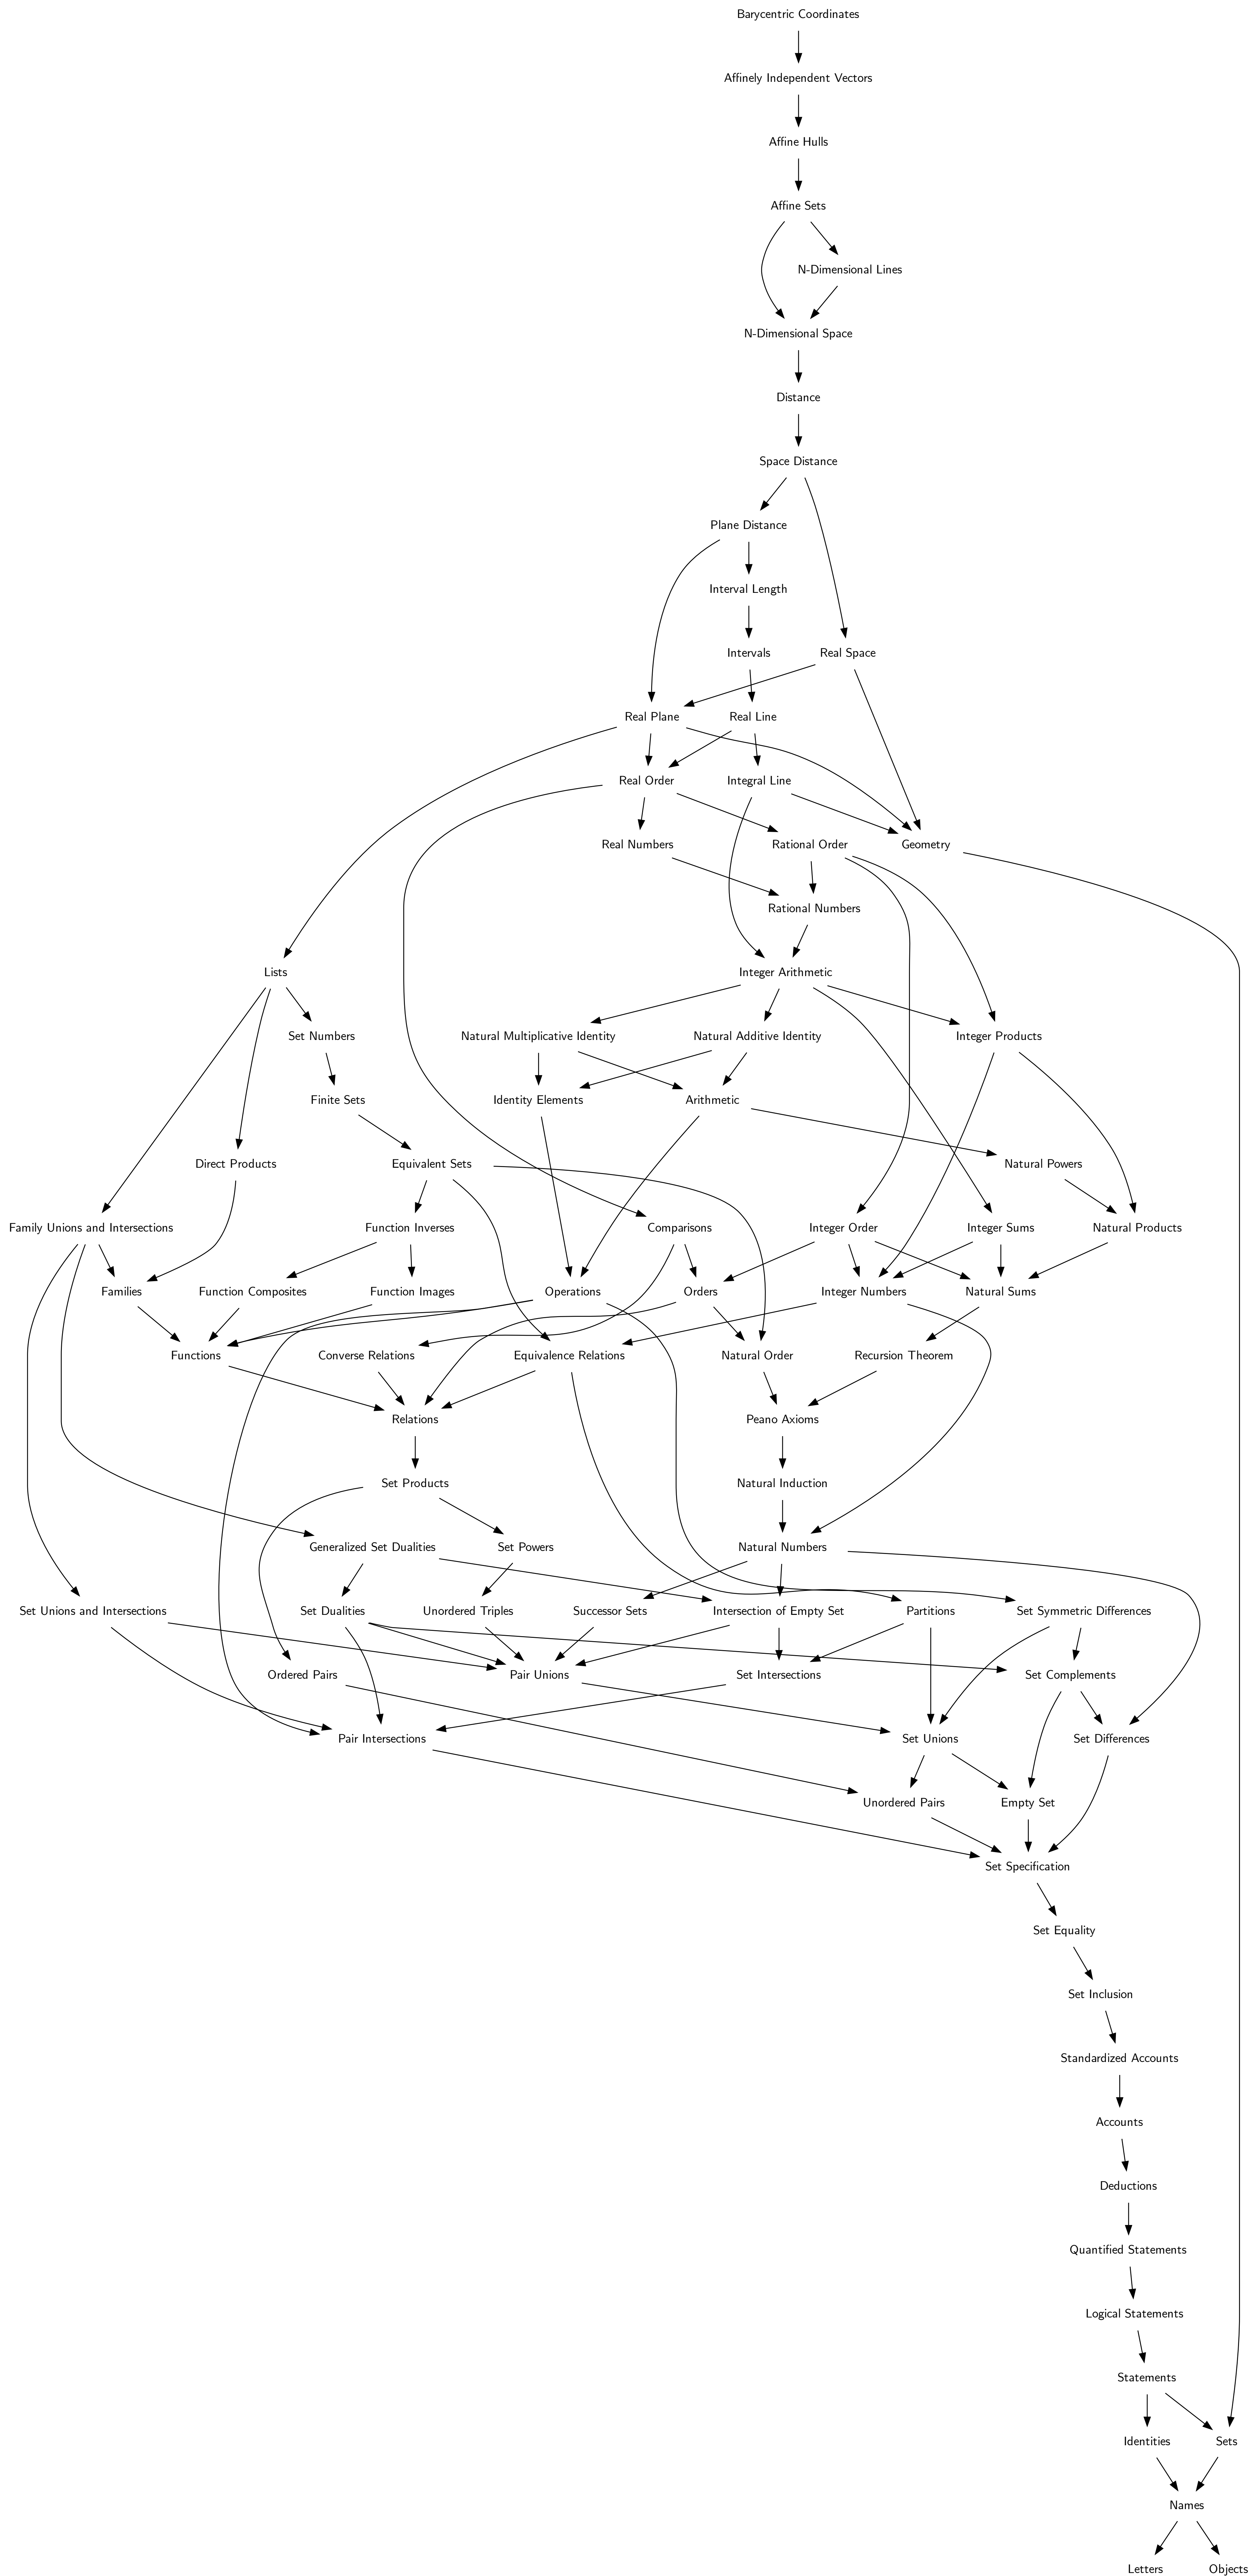 Barycentric Coordinates
Affinely Independent Vectors
Affine Hulls
Affine Sets
N-Dimensional Lines
N-Dimensional Space
Distance
Space Distance
Plane Distance
Interval Length
Intervals
Real Space
Real Plane
Real Line
Real Order
Integral Line
Real Numbers
Rational Order
Geometry
Rational Numbers
Lists
Integer Arithmetic
Set Numbers
Natural Multiplicative Identity
Natural Additive Identity
Integer Products
Finite Sets
Identity Elements
Arithmetic
Direct Products
Equivalent Sets
Natural Powers
Family Unions and Intersections
Function Inverses
Comparisons
Integer Order
Integer Sums
Natural Products
Families
Function Composites
Function Images
Operations
Orders
Integer Numbers
Natural Sums
Functions
Converse Relations
Equivalence Relations
Natural Order
Recursion Theorem
Relations
Peano Axioms
Set Products
Natural Induction
Generalized Set Dualities
Set Powers
Natural Numbers
Set Unions and Intersections
Set Dualities
Unordered Triples
Successor Sets
Intersection of Empty Set
Partitions
Set Symmetric Differences
Ordered Pairs
Pair Unions
Set Intersections
Set Complements
Pair Intersections
Set Unions
Set Differences
Unordered Pairs
Empty Set
Set Specification
Set Equality
Set Inclusion
Standardized Accounts
Accounts
Deductions
Quantified Statements
Logical Statements
Statements
Identities
Sets
Names
Letters
Objects